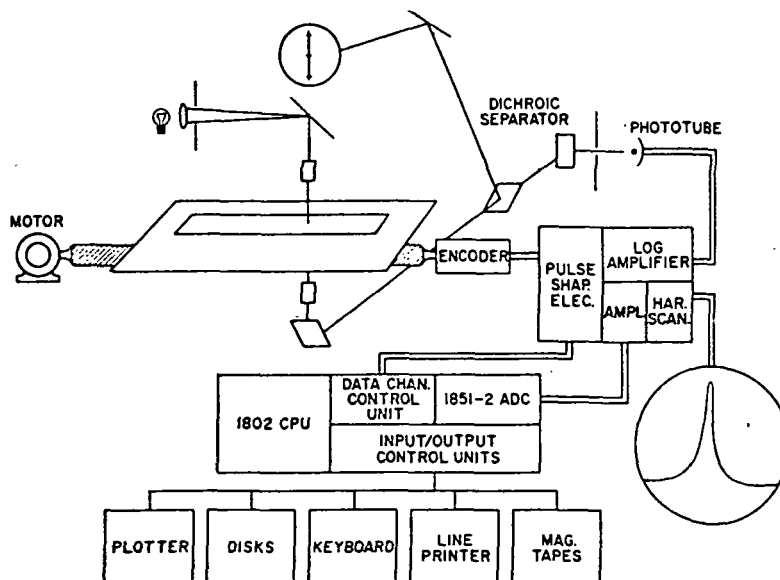 DICHROIC
SEPARATOR
PHOTOTUBE
MOTOR
ENCODER
PULSE
SHAP.
ELEC.
LOG
AMPLIFIER
AMPL.
HAR.
SCAN.
1802 CPU
DATA CHAN.
CONTROL
UNIT
1851-2 ADC
INPUT/OUTPUT
CONTROL UNITS
PLOTTER
DISKS
KEYBOARD
LINE
PRINTER
MAG.
TAPES